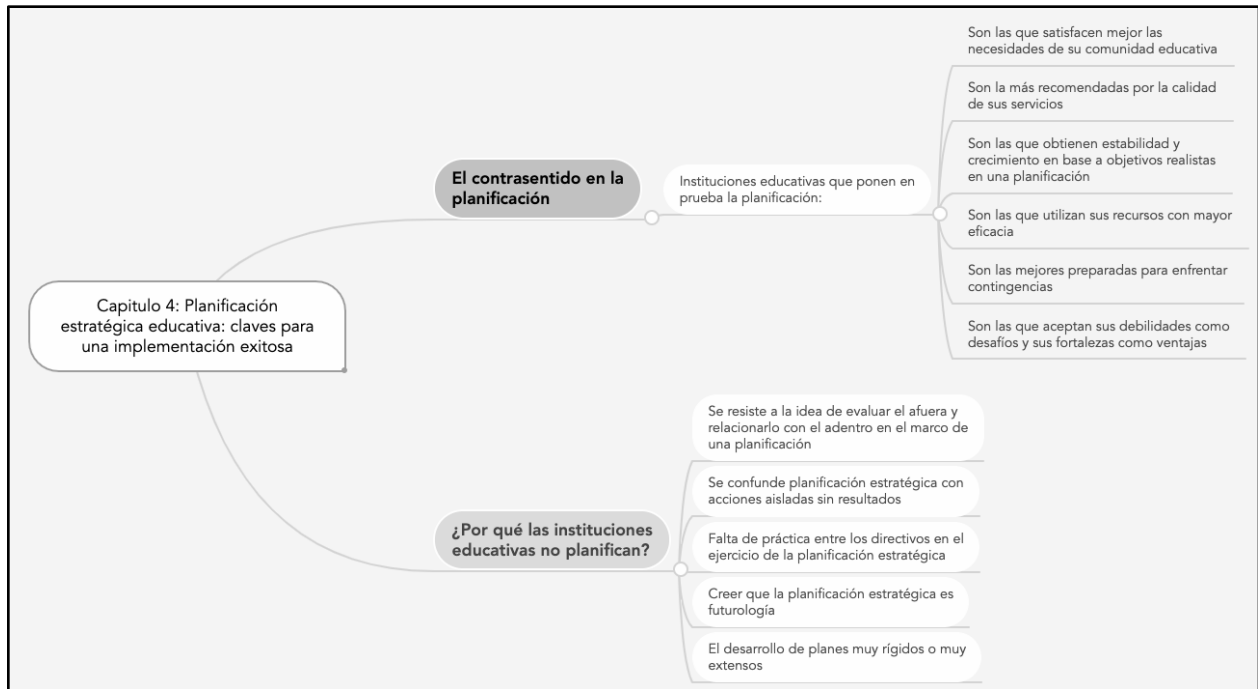 Capitulo 4: Planificación
estratégica educativa: claves para
una implementación exitosa
El contrasentido en la
planificación
Instituciones educativas que ponen en
prueba la planificación:
Son las que satisfacen mejor las
necesidades de su comunidad educativa
Son la más recomendadas por la calidad
de sus servicios
Son las que obtienen estabilidad y
crecimiento en base a objetivos realistas
en una planificación
Son las que utilizan sus recursos con mayor
eficacia
Son las mejores preparadas para enfrentar
contingencias
Son las que aceptan sus debilidades como
desafíos y sus fortalezas como ventajas
¿Por qué las instituciones
educativas no planifican?
Se resiste a la idea de evaluar el afuera y
relacionarlo con el adentro en el marco de
una planificación
Se confunde planificación estratégica con
acciones aisladas sin resultados
Falta de práctica entre los directivos en el
ejercicio de la planificación estratégica
Creer que la planificación estratégica es
futurología
El desarrollo de planes muy rígidos o muy
extensos